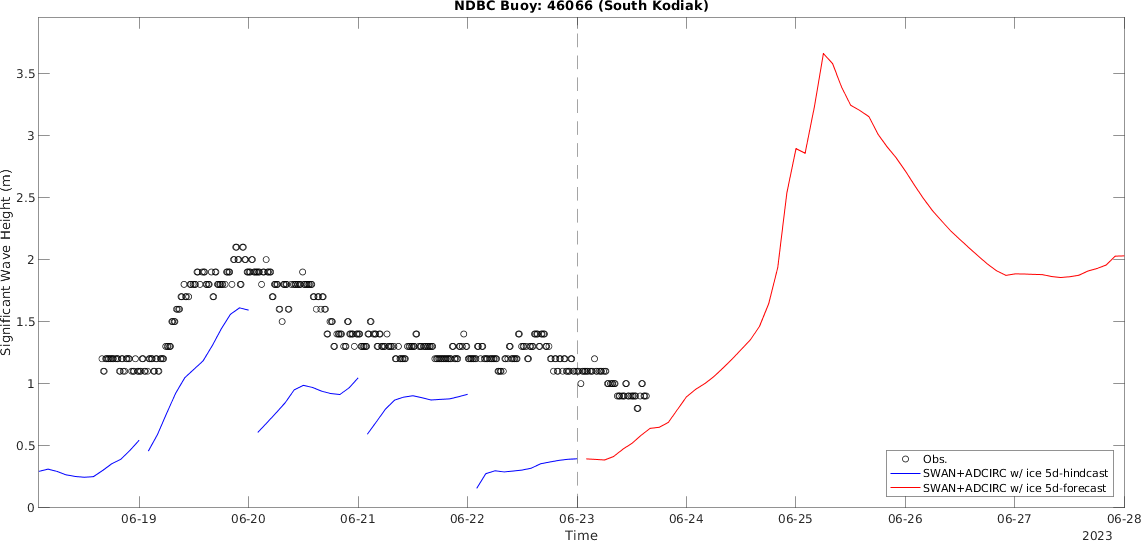 NDBC Buoy: 46066 (South Kodiak)
Significant Wave Height (m)
3.5
3
2.5
2
1.5
1
0.5
0
Obs.
SWAN+ADCIRC w/ ice 5d-hindcast
SWAN+ADCIRC w/ ice 5d-forecast
06-19 06-20 06-21 06-22 06-23 06-24 06-25 06-26 06-27 06-28
Time
2023